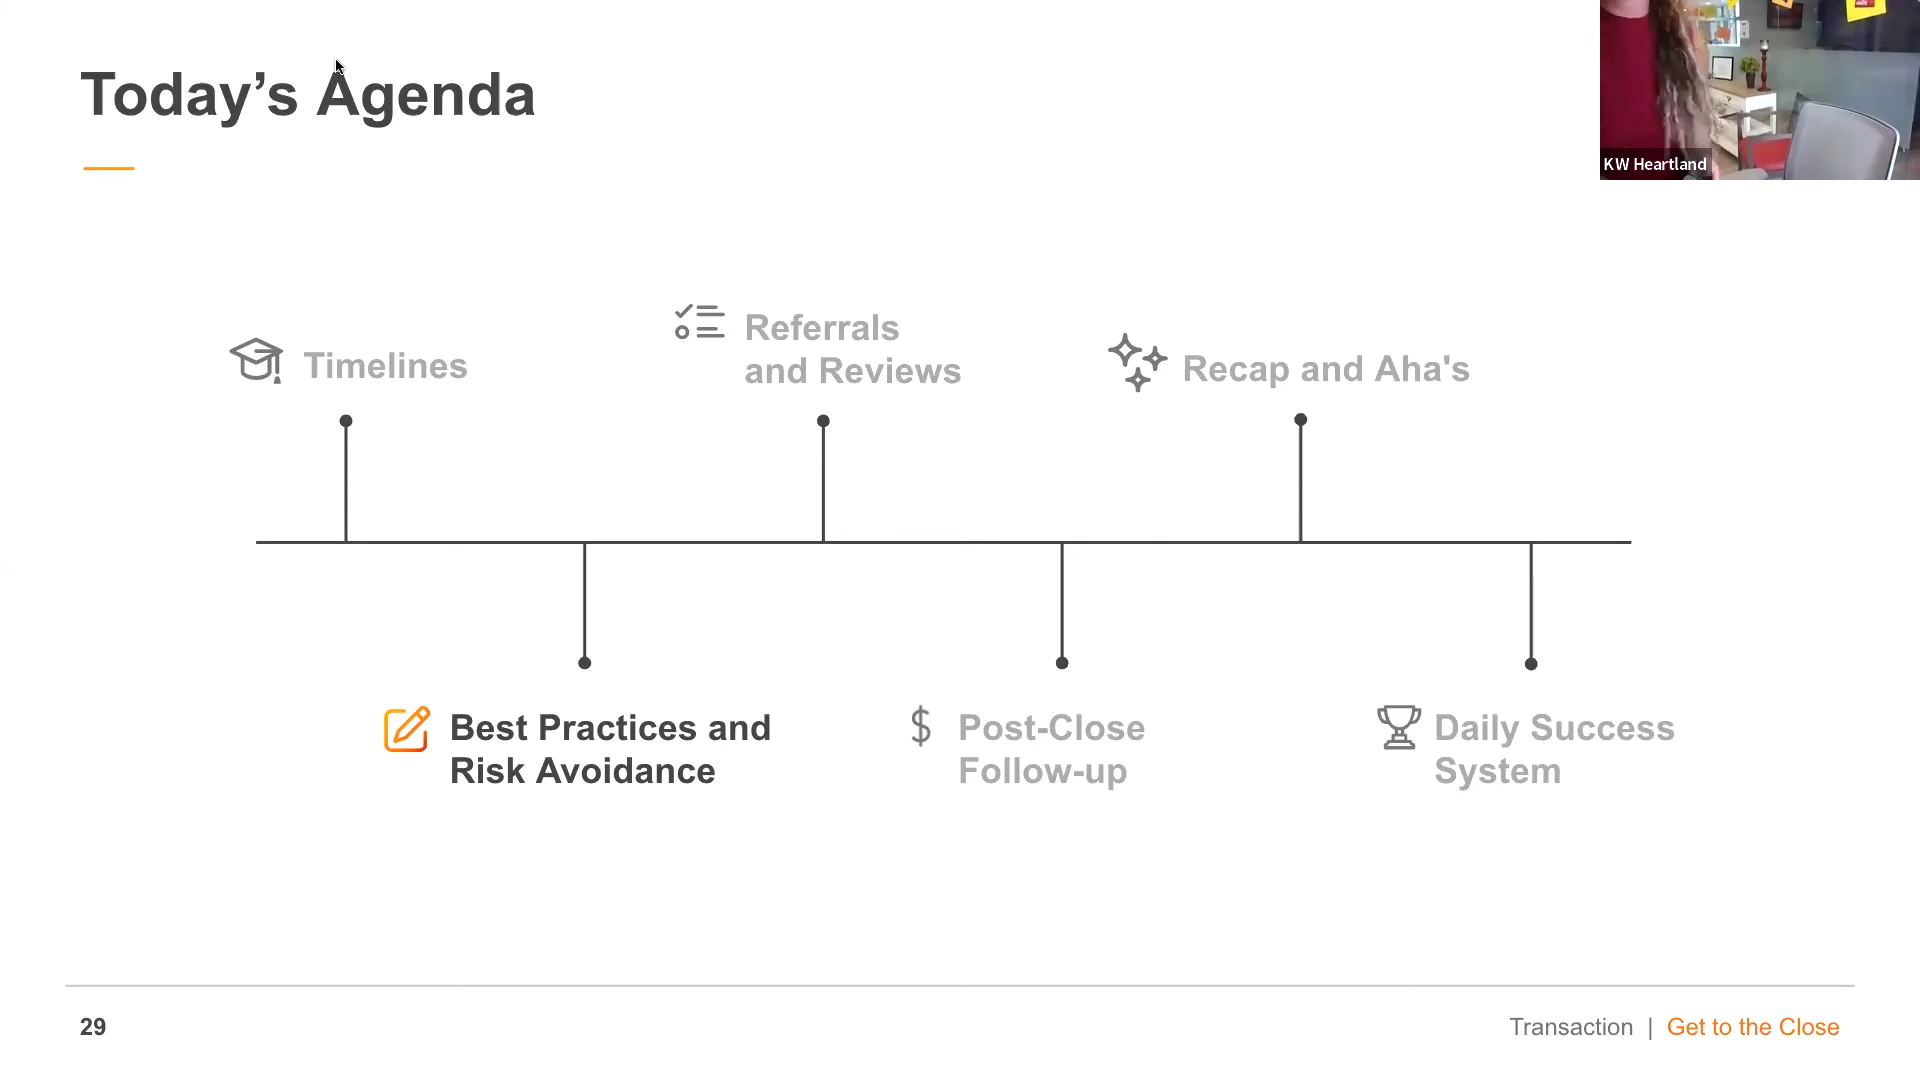 Today’s Agenda
KW Heartland
Timelines
Referrals
and Reviews
Recap and Aha's
Best Practices and
Risk Avoidance
$ Post-Close
Follow-up
Daily Success
System
29
Transaction | Get to the Close